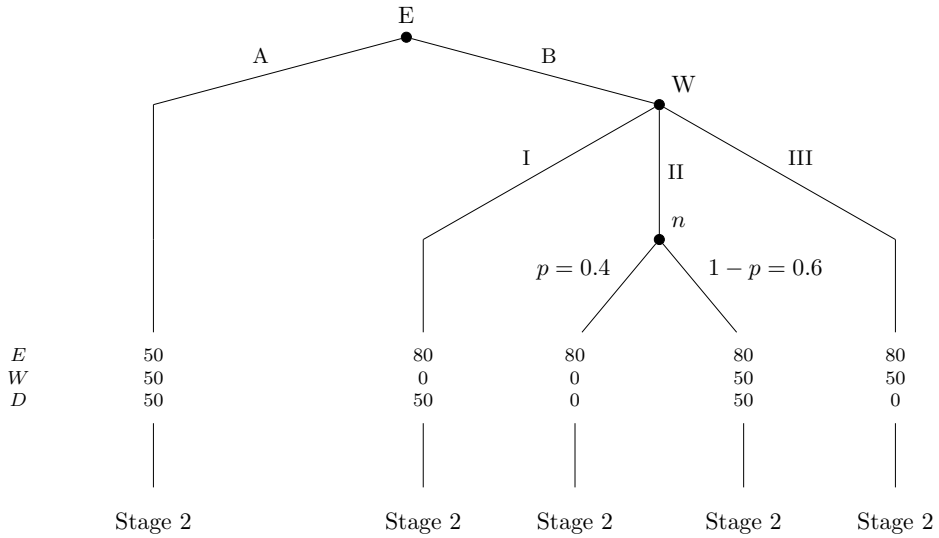 E
A
B
W
I
II
III
n
p = 0.4
1 − p = 0.6
E 50 80 80 80 80
W 50 0 0 50 50
D 50 50 0 50 0
Stage 2 Stage 2 Stage 2 Stage 2 Stage 2